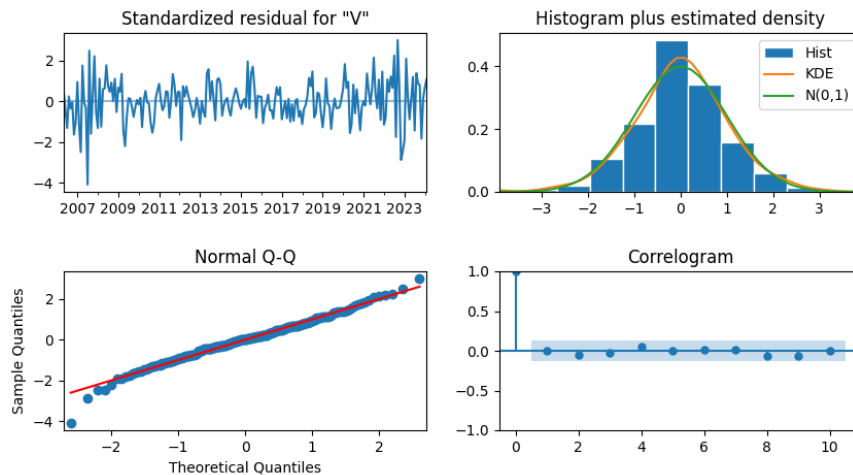 Standardized residual for "V"
2
0
−2
−4
2007 2009 2011 2013 2015 2017 2019 2021 2023
Histogram plus estimated density
Hist
KDE
N(0,1)
0.4
0.2
0.0
−3 −2 −1 0 1 2 3
Normal Q-Q
Sample Quantiles
2
0
−2
−4
−2 −1 0 1 2
Theoretical Quantiles
Correlogram
1.0
0.5
0.0
−0.5
−1.0
0 2 4 6 8 10